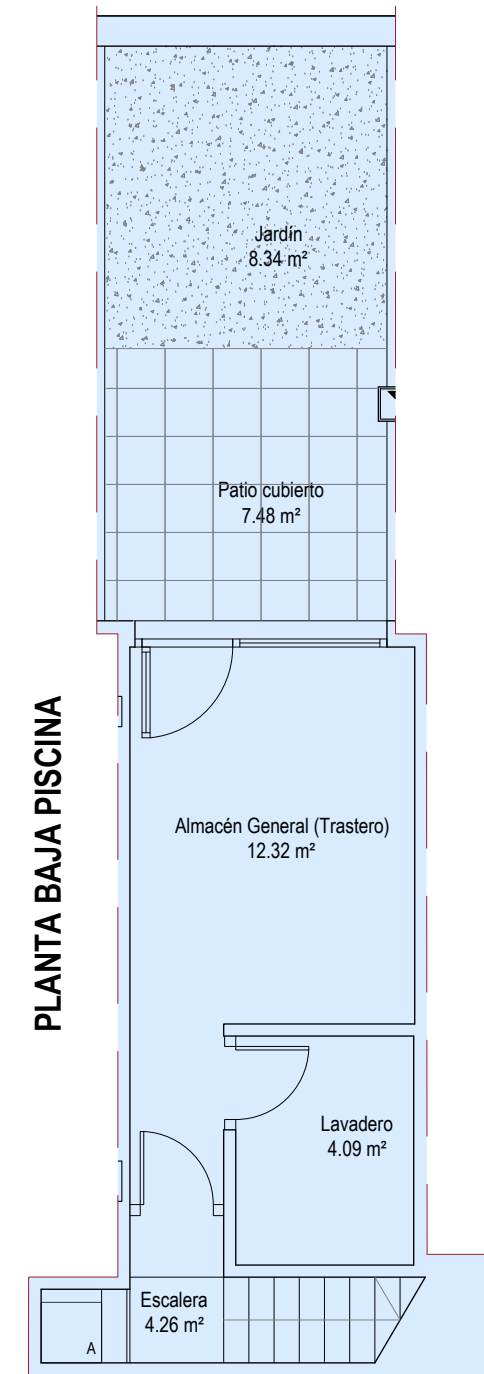 Jardín
8.34 m²
Patio cubierto
7.48 m²
PLANTA BAJA PISCINA
Almacén General (Trastero)
12.32 m²
Lavadero
4.09 m²
Escalera
4.26 m²
A